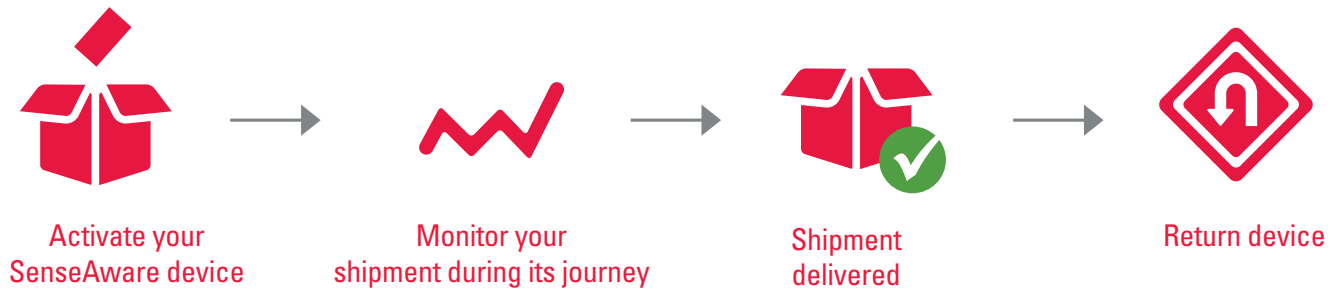 Activate your
SenseAware device
Monitor your
shipment during its journey
Shipment
delivered
Return device